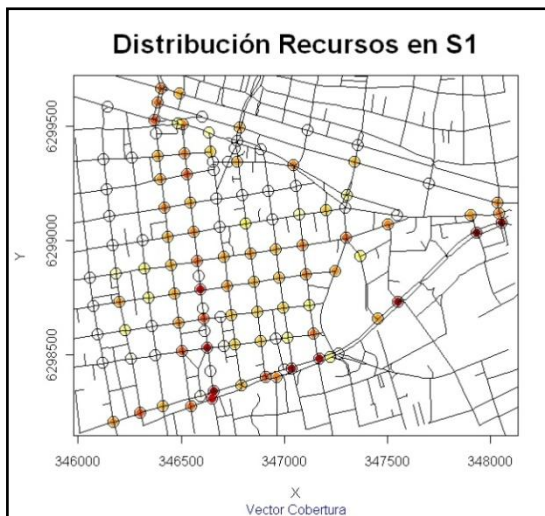 Distribución Recursos en S1
6299500
6299000
6298500
Y
346000 346500 347000 347500 348000
X
Vector Cobertura